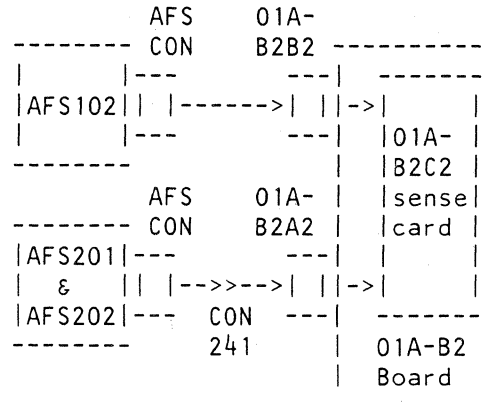 AFS 01A-
CON B2B2
AFS102
01A-
B2C2
AFS 01A- sense
CON B2A2 card
AFS201
&
AFS202 CON
241 01A-B2
Board